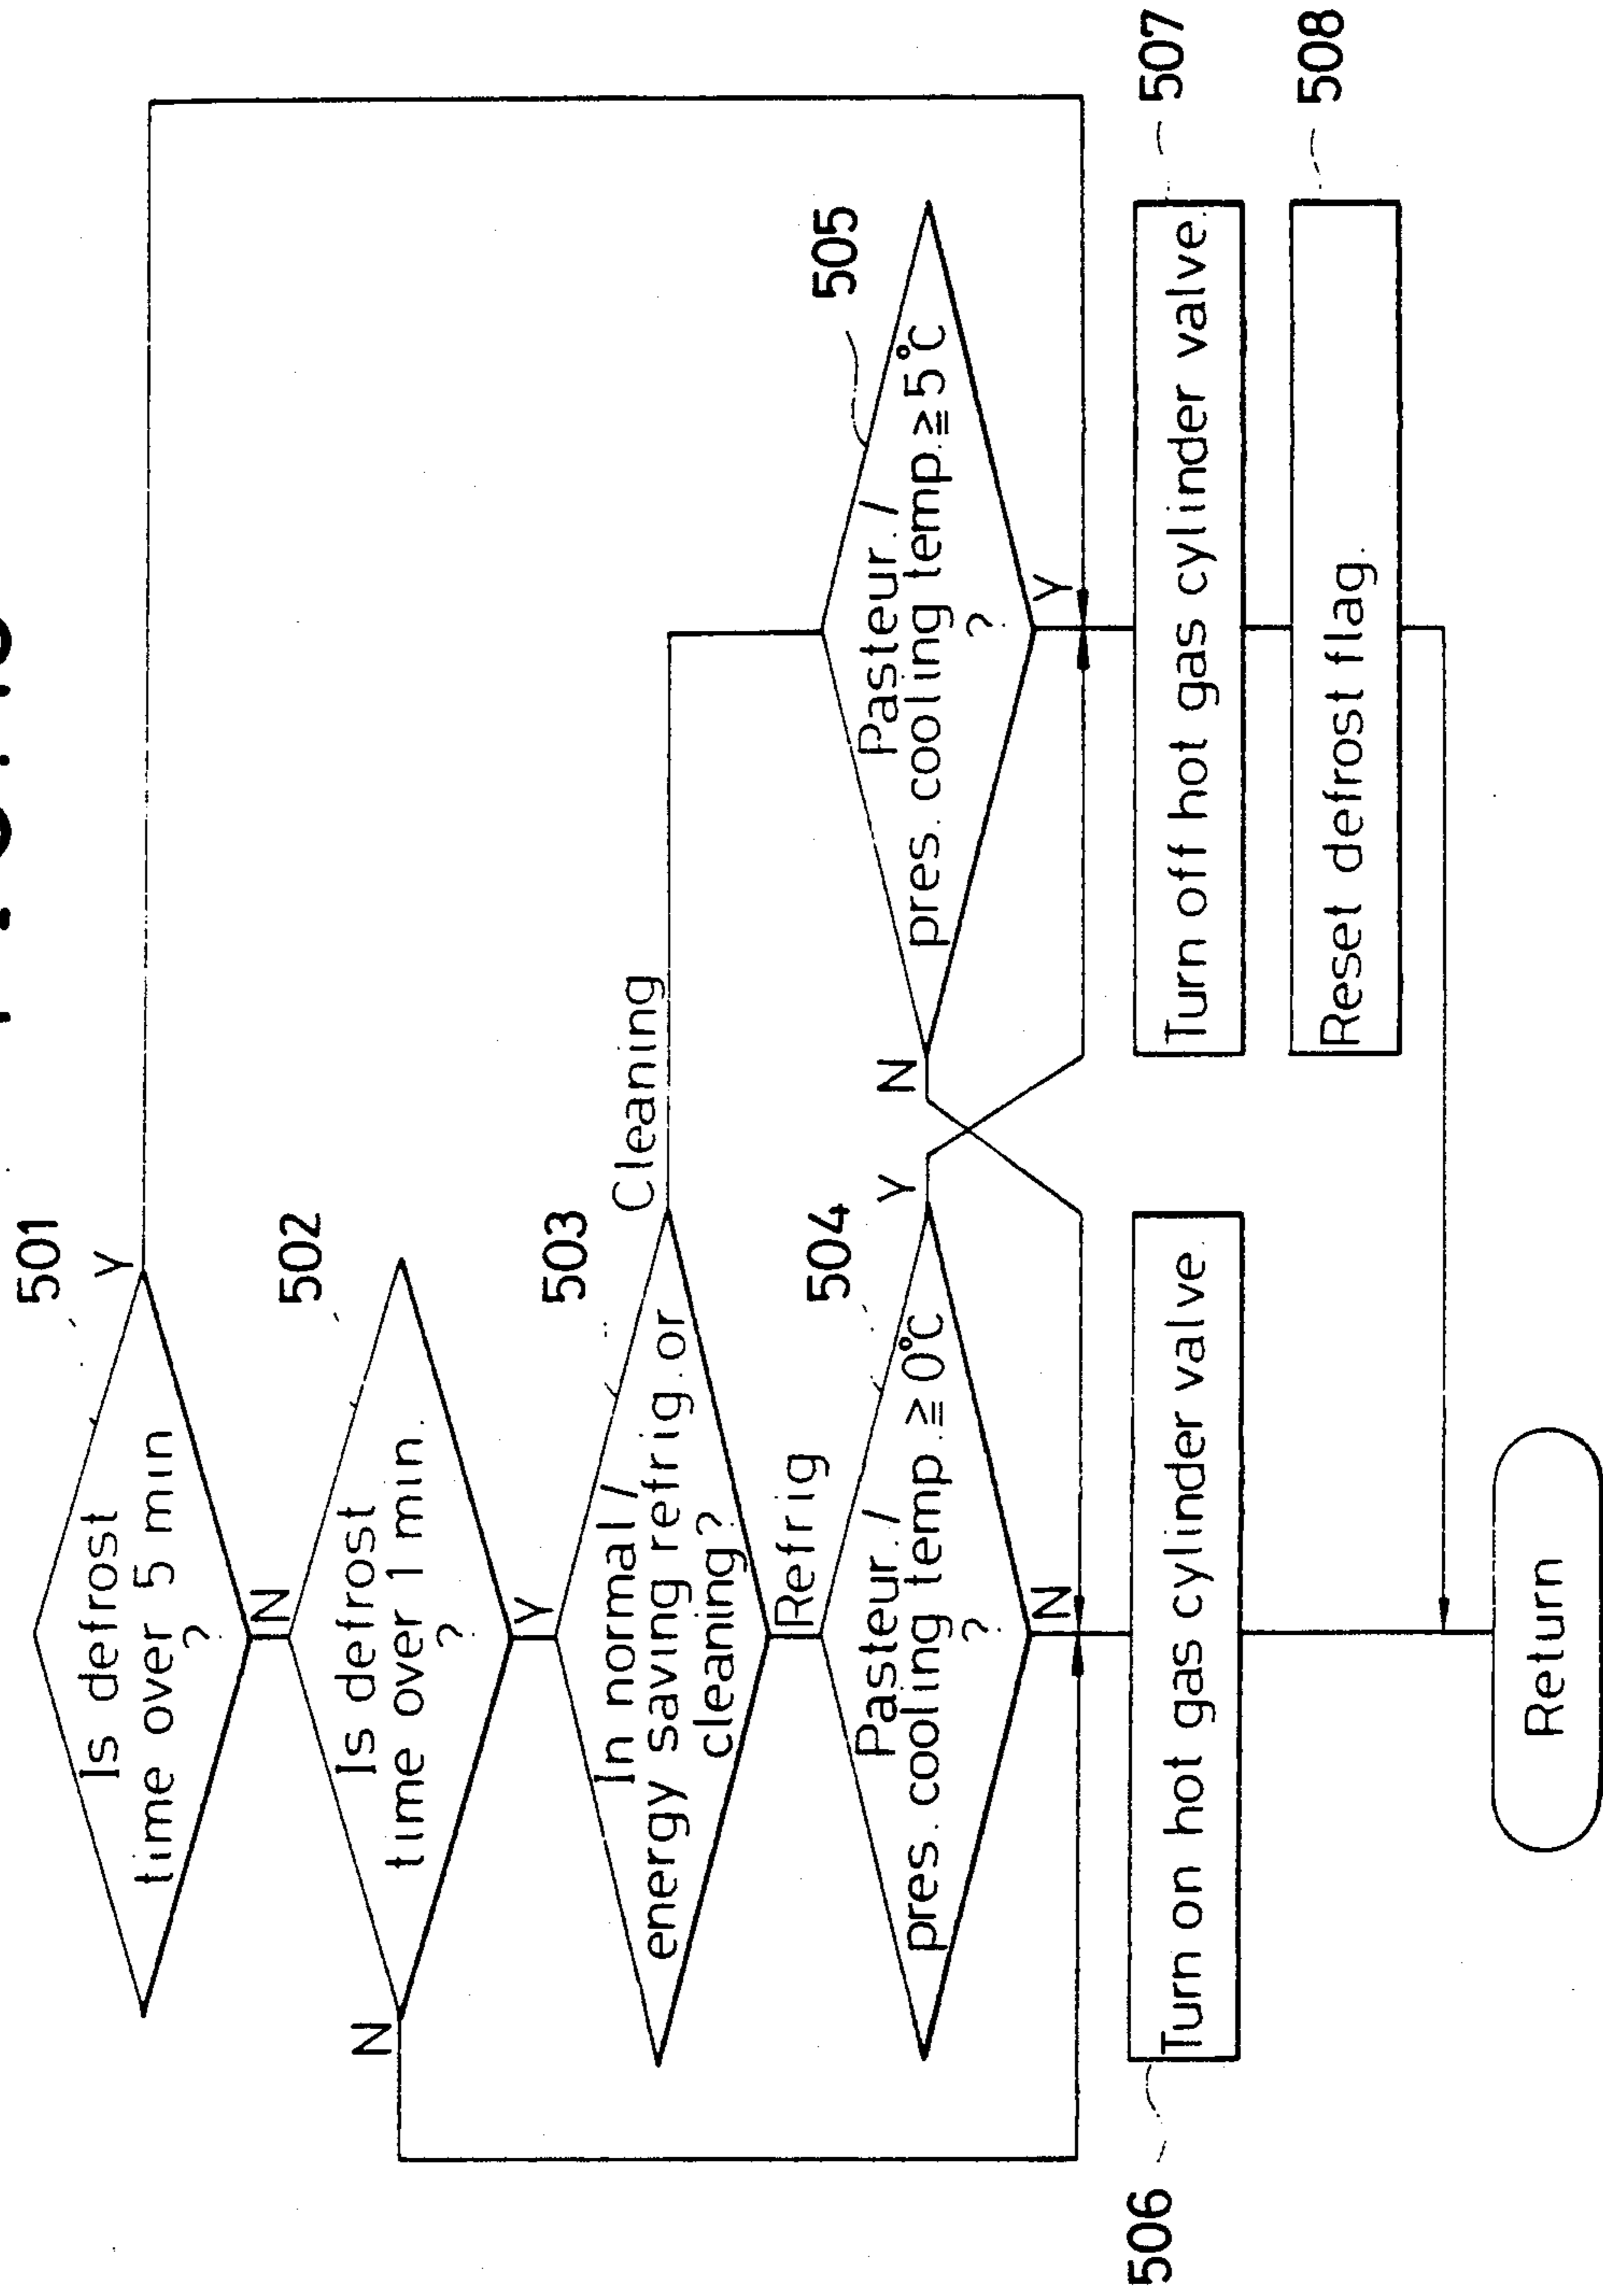 501
Is defrost
time over 5 min
?
Y
N
502
Is defrost
time over 1 min.
?
N
Y
503
In normal /
energy saving refrig. or
cleaning?
Cleaning
Refrig
504
Pasteur. /
pres. cooling temp. ≧ 0°C
?
Y
N
505
Pasteur. /
pres. cooling temp. ≧ 5°C
?
N
Y
506
Turn on hot gas cylinder valve.
507
Turn off hot gas cylinder valve.
508
Reset defrost flag.
Return